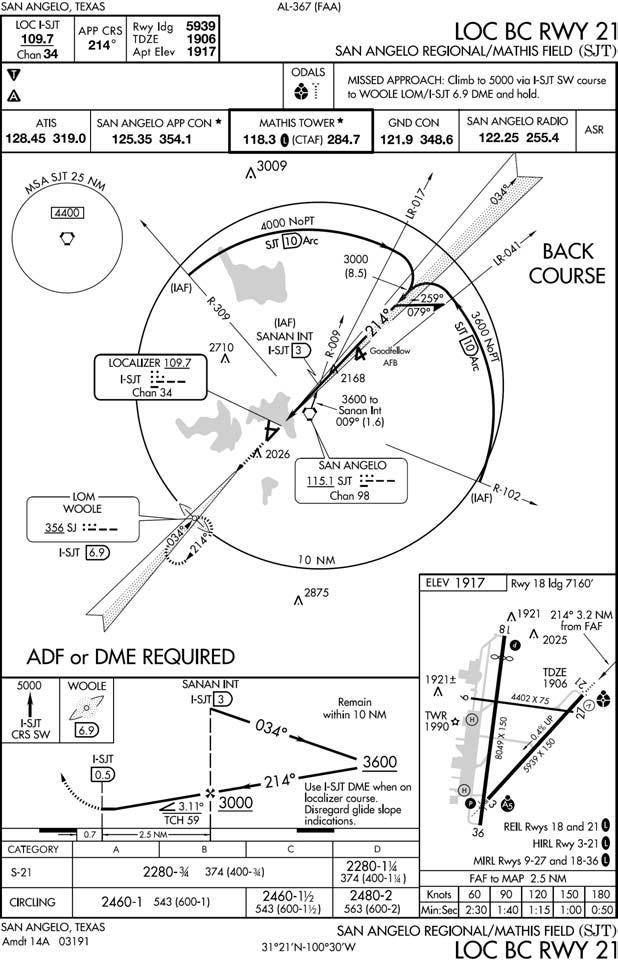 SAN ANGELO, TEXAS
AL-367 (FAA)
LOC I-SJT
109.7
Chan 34
APP CRS
214°
Rwy ldg 5939
TDZE 1906
Apt Elev 1917
LOC BC RWY 21
SAN ANGELO REGIONAL/MATHIS FIELD (SJT)
T
A
ODALS
MISSED APPROACH: Climb to 5000 via I-SJT SW course
to WOOLE LOM/I-SJT 6.9 DME and hold.
ATIS
128.45 319.0
SAN ANGELO APP CON ★
125.35 354.1
MATHIS TOWER ★
118.3 L (CTAF) 284.7
GND CON
121.9 348.6
SAN ANGELO RADIO
122.25 255.4
ASR
MSA SJT 25 NM
4400
3009
4000 NoPT
SJT 10 Arc
LR-017
034°
LR-041
BACK
COURSE
3000
(8.5)
(IAF)
R-309
259°
079°
214°
3600 NoPT
SJT 10 Arc
(IAF)
SANAN INT
I-SJT 3
R-009
2710
Goodfellow
AFB
LOCALIZER 109.7
I-SJT
Chan 34
2168
3600 to
Sanan Int
009° (1.6)
2026
SAN ANGELO
115.1 SJT
Chan 98
R-102
(IAF)
LOM
WOOLE
356 SJ
I-SJT 6.9
034°
214°
10 NM
2875
ADF or DME REQUIRED
ELEV 1917
Rwy 18 ldg 7160'
1921
2025
214° 3.2 NM
from FAF
18
P
TDZE
1906
21
1921±
9
4402 X 75
27
TWR
1990
H
8049 X 150
0.4% UP
5939 X 150
H
P
3
A5
36
REIL Rwys 18 and 21 L
HIRL Rwy 3-21 L
MIRL Rwys 9-27 and 18-36 L
5000
I-SJT
CRS SW
WOOLE
6.9
SANAN INT
I-SJT 3
Remain
within 10 NM
034°
3600
214°
I-SJT
0.5
3.11°
TCH 59
3000
Use I-SJT DME when on
localizer course.
Disregard glide slope
indications.
0.7
2.5 NM
CATEGORY A B C D
S-21 2280-¾ 374 (400-¾) 2280-1¼ 374 (400-1¼)
CIRCLING 2460-1 543 (600-1) 2460-1½ 543 (600-1½) 2480-2 563 (600-2)
FAF to MAP 2.5 NM
Knots 60 90 120 150 180
Min:Sec 2:30 1:40 1:15 1:00 0:50
SAN ANGELO, TEXAS
Amdt 14A 03191
31°21'N-100°30'W
SAN ANGELO REGIONAL/MATHIS FIELD (SJT)
LOC BC RWY 21